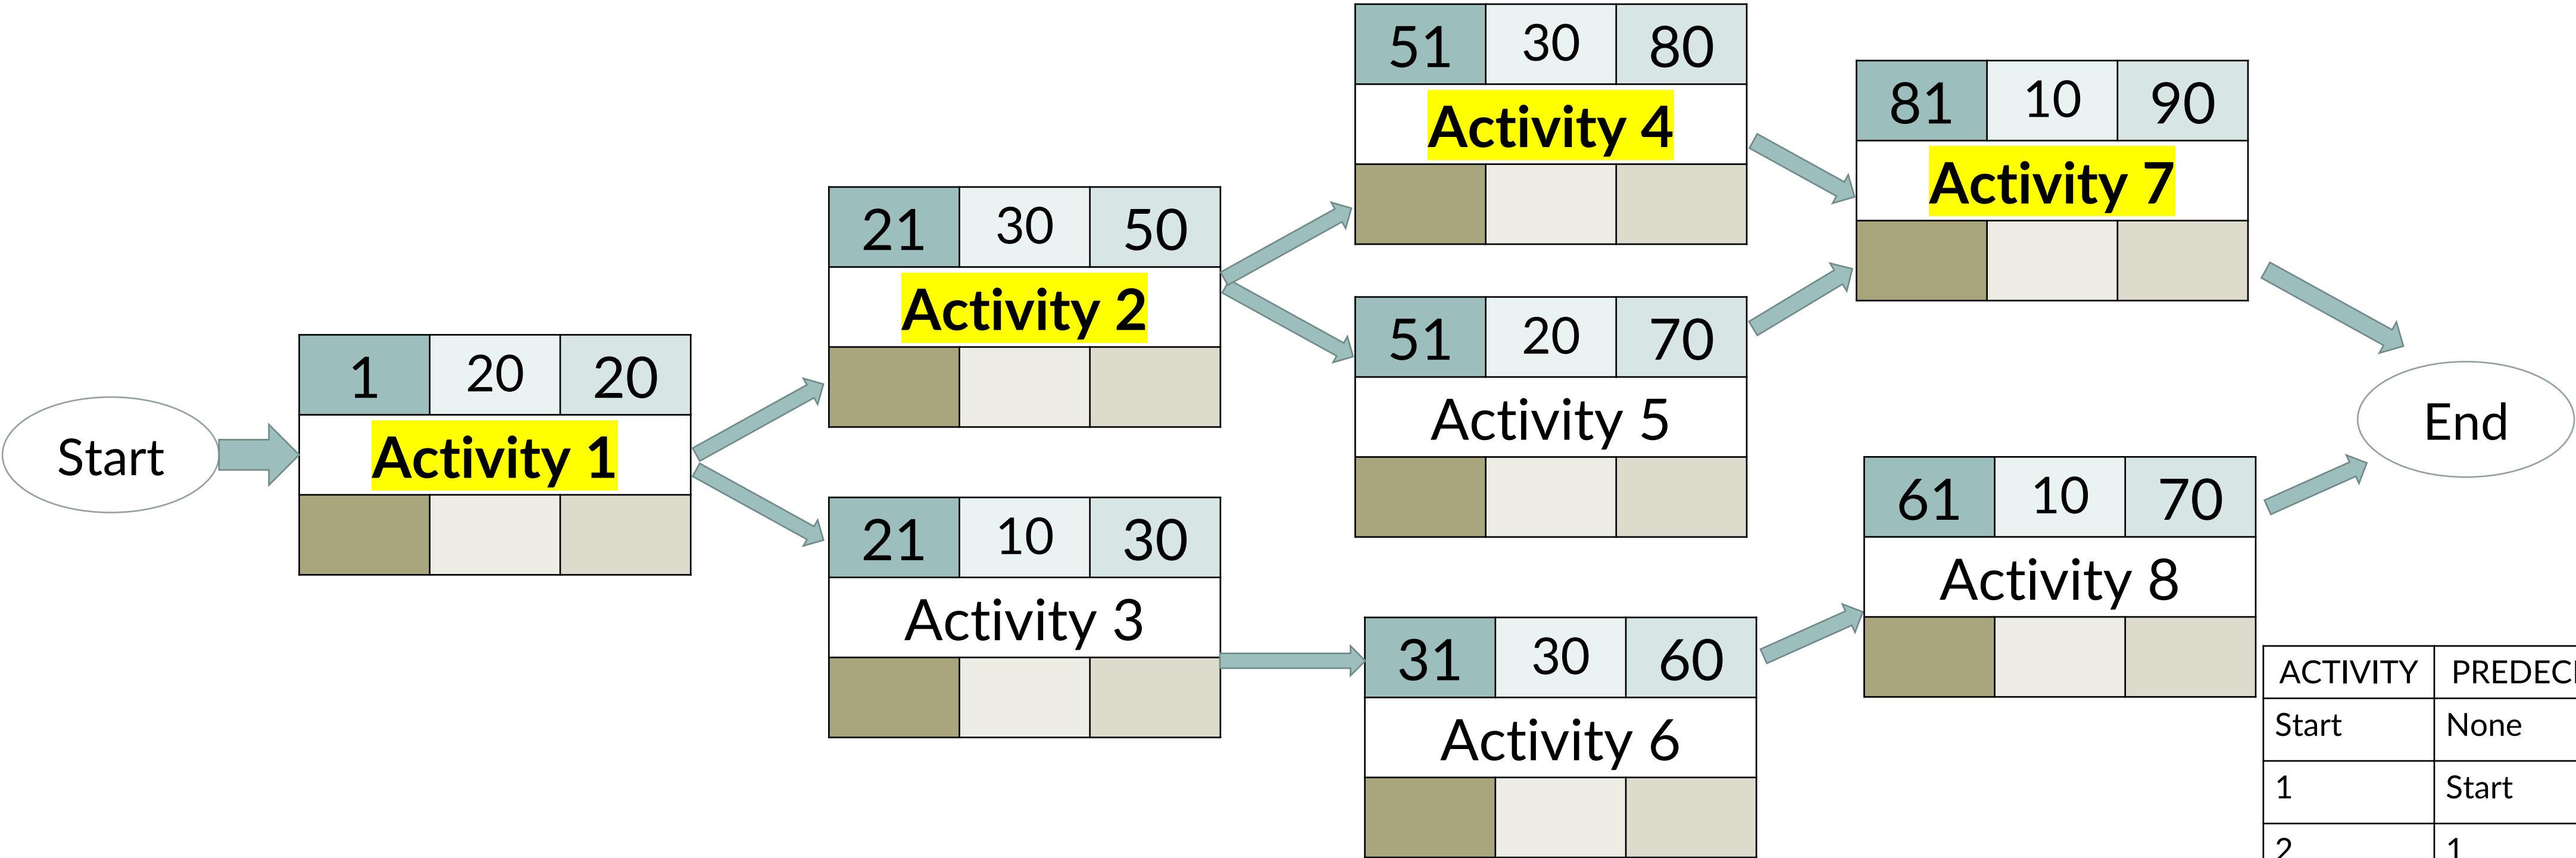 Start
1 20 20
Activity 1
21 30 50
Activity 2
21 10 30
Activity 3
51 30 80
Activity 4
51 20 70
Activity 5
31 30 60
Activity 6
81 10 90
Activity 7
61 10 70
Activity 8
End
ACTIVITY
Start None
1 Start
2 1